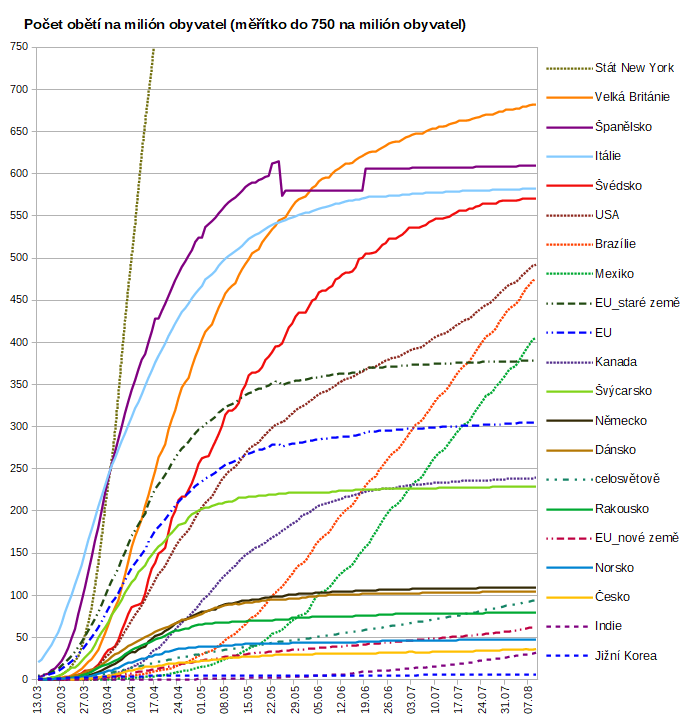 Počet obětí na milión obyvatel (měřítko do 750 na milión obyvatel)
750
700
650
600
550
500
450
400
350
300
250
200
150
100
50
0
13.03
20.03
27.03
03.04
10.04
17.04
24.04
01.05
08.05
15.05
22.05
29.05
05.06
12.06
19.06
26.06
03.07
10.07
17.07
24.07
31.07
07.08
Stát New York
Velká Británie
Španělsko
Itálie
Švédsko
USA
Brazílie
Mexiko
EU_staré země
EU
Kanada
Švýcarsko
Německo
Dánsko
celosvětově
Rakousko
EU_nové země
Norsko
Česko
Indie
Jižní Korea